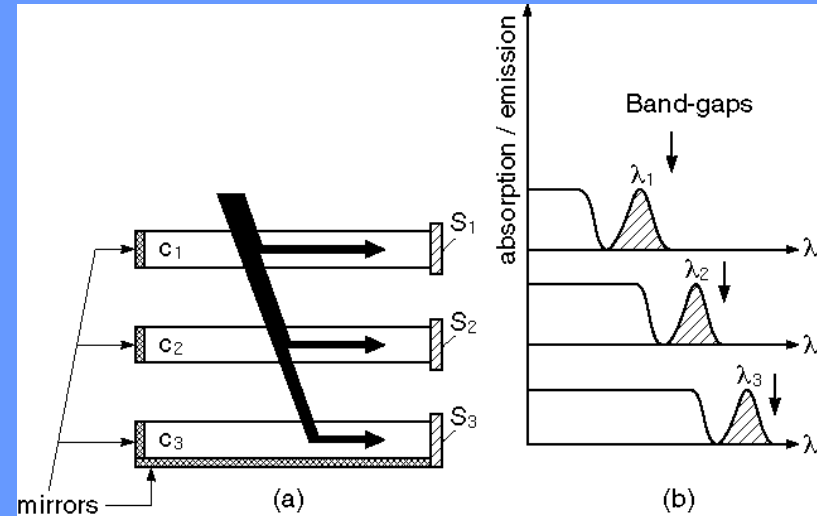 S₁
C₁
S₂
C₂
S₃
C₃
mirrors
(a)
absorption / emission
Band-gaps
λ₁
λ
λ₂
λ
λ₃
λ
(b)